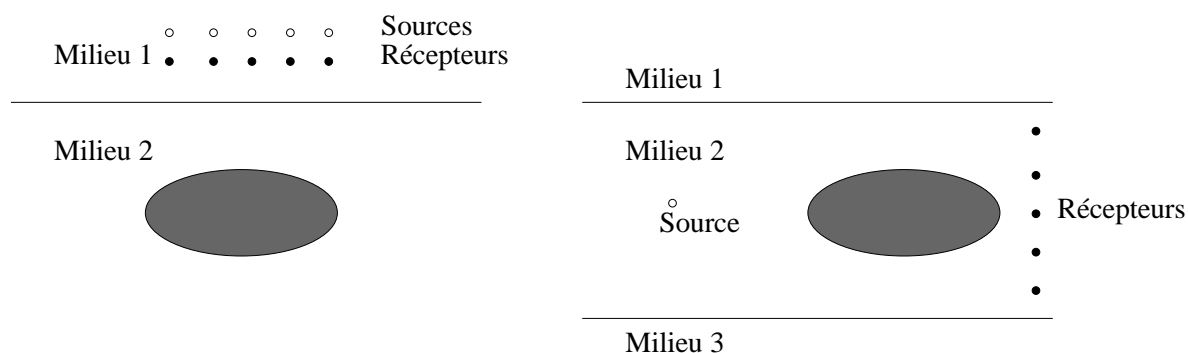 Sources
Milieu 1
Récepteurs
Milieu 2
Milieu 1
Milieu 2
Source
Récepteurs
Milieu 3